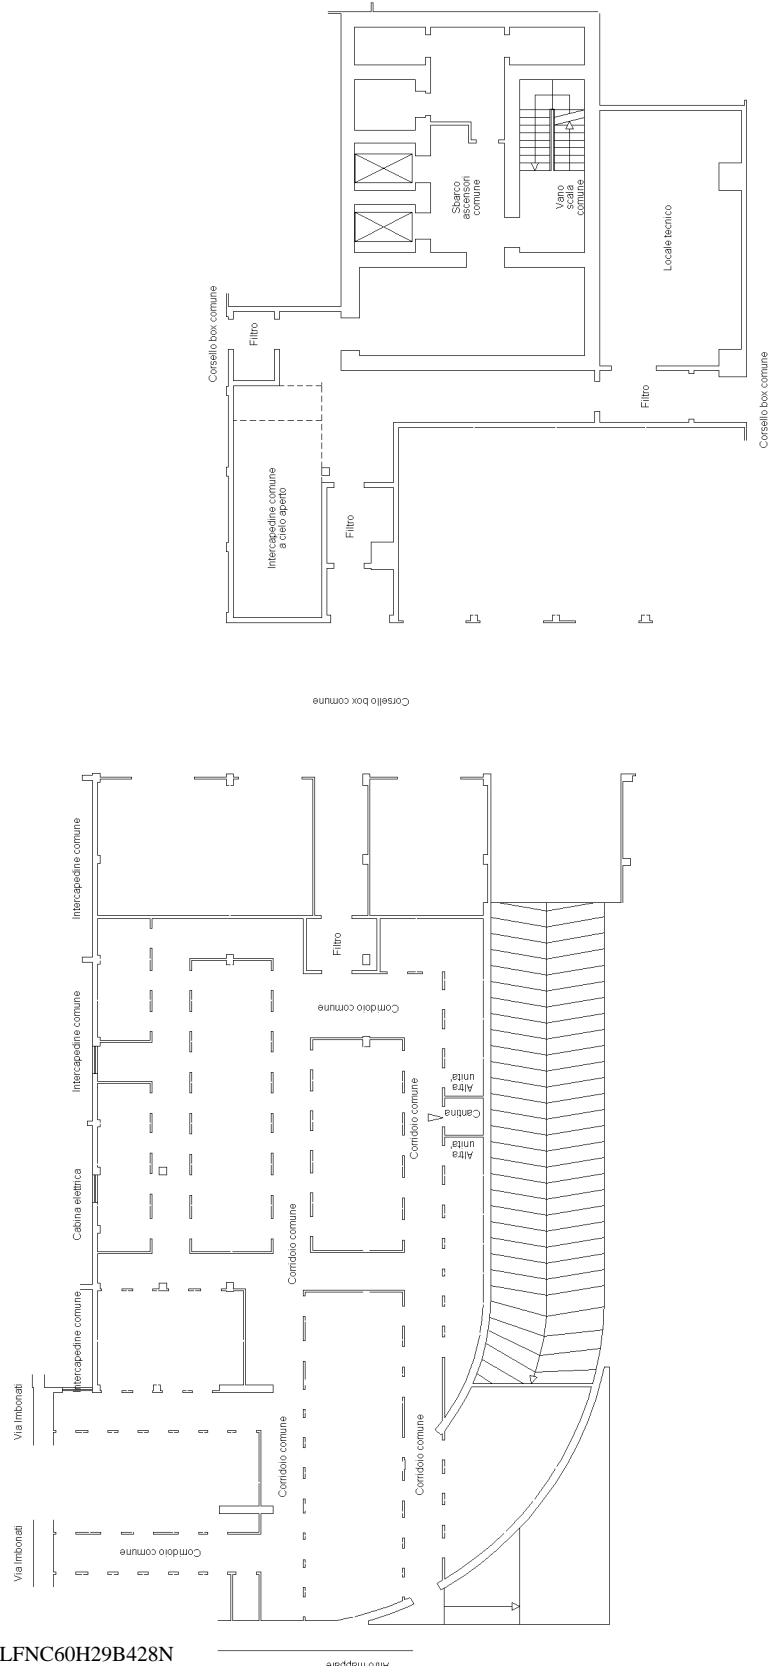 Sbarco
ascensori
comune
Vano
scala
comune
Locale tecnico
Corsello box comune
Filtro
Corsello box comune
Filtro
Intercapedine comune
a cielo aperto
Filtro
Corsello box comune
Intercapedine comune
Filtro
Corridoio comune
Intercapedine comune
Altra
unita'
Cantina
Altra
unita'
Corridoio comune
Cabina elettrica
Corridoio comune
Intercapedine comune
Via Imbonati
Corridoio comune
Corridoio comune
Via Imbonati
Corridoio comune
LFNC60H29B428N
Altro mappale